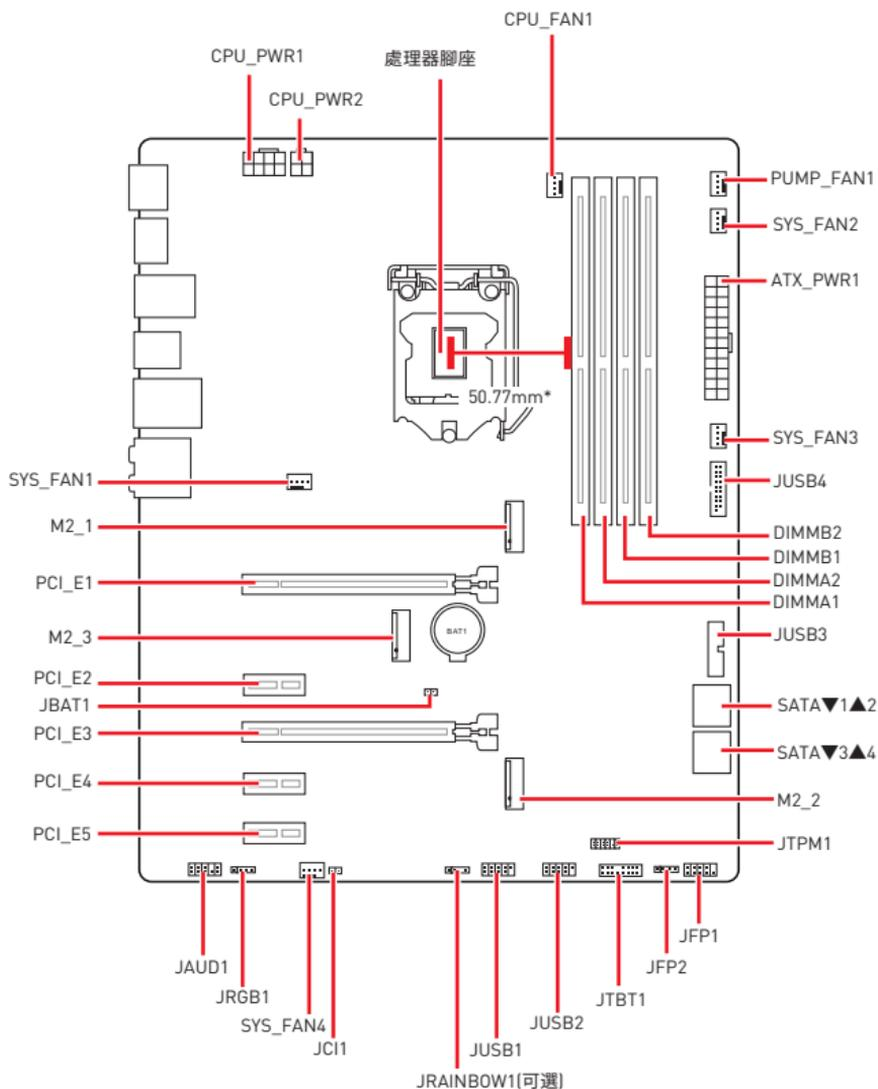 CPU_FAN1
CPU_PWR1
處理器腳座
CPU_PWR2
PUMP_FAN1
SYS_FAN2
ATX_PWR1
50.77mm*
SYS_FAN3
SYS_FAN1
JUSB4
M2_1
DIMMB2
DIMMB1
PCI_E1
DIMMA2
DIMMA1
BAT1
M2_3
JUSB3
PCI_E2
JBAT1
SATA▼1▲2
PCI_E3
SATA▼3▲4
PCI_E4
M2_2
PCI_E5
JTPM1
JFP1
JAUD1
JFP2
JRGB1
JTBT1
SYS_FAN4
JUSB2
JCI1
JUSB1
JRAINBOW1(可選)